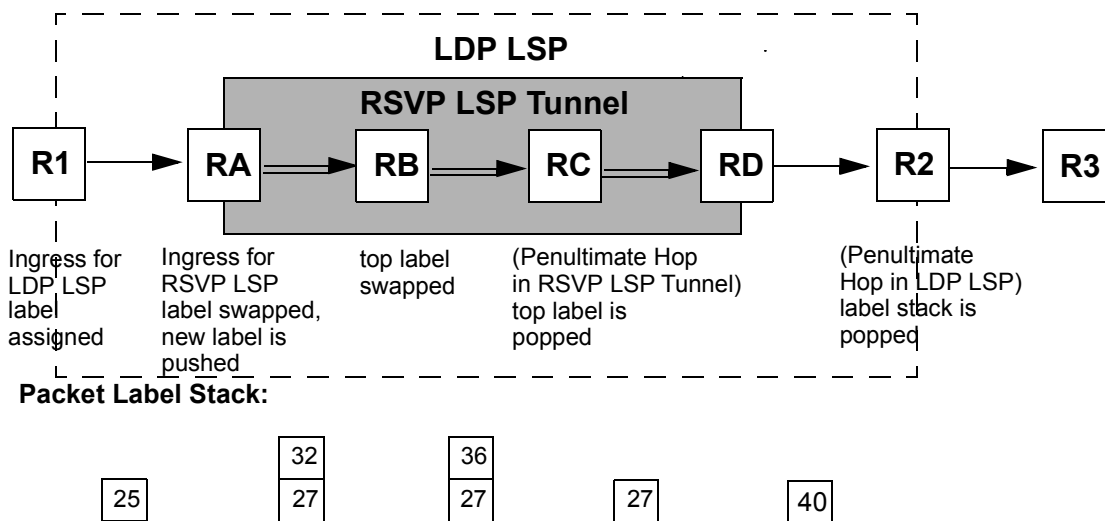 LDP LSP
RSVP LSP Tunnel
R1
RA
RB
RC
RD
R2
R3
Ingress for
LDP LSP
label
assigned
Ingress for
RSVP LSP
label swapped,
new label is
pushed
top label
swapped
(Penultimate Hop
in RSVP LSP Tunnel)
top label is
popped
(Penultimate
Hop in LDP LSP)
label stack is
popped
Packet Label Stack:
32
36
25
27
27
27
40